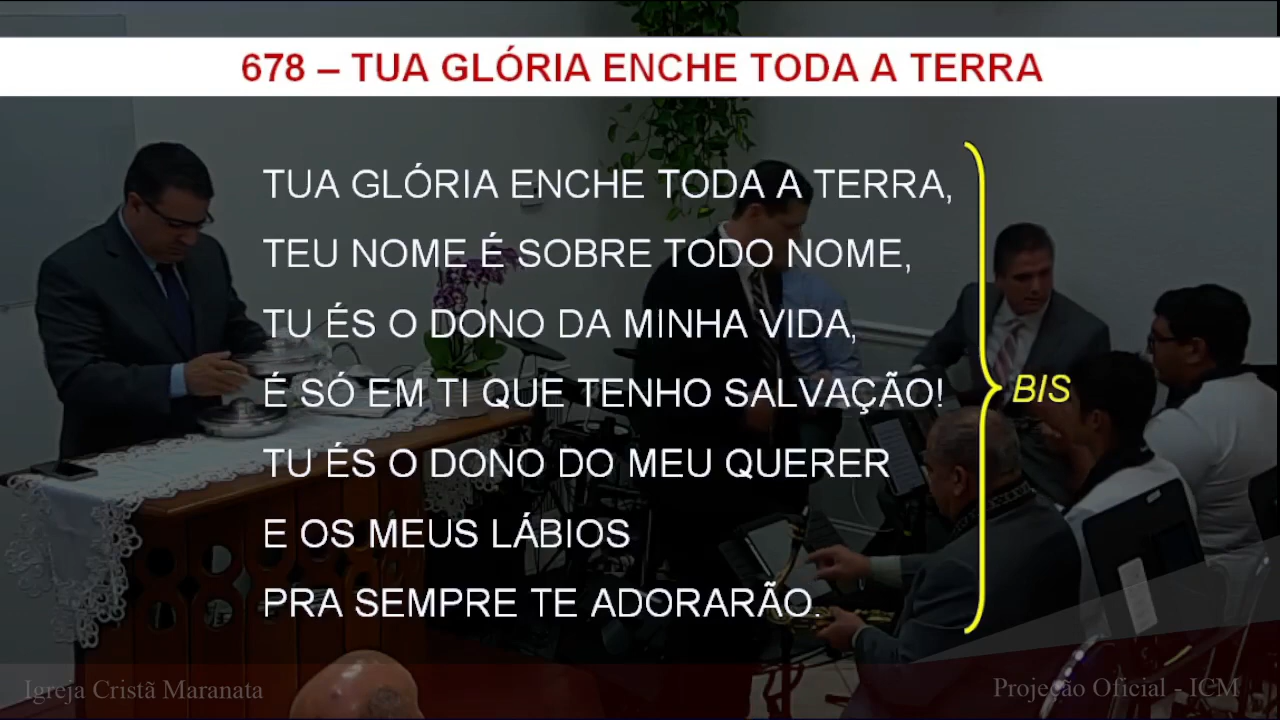 678 – TUA GLÓRIA ENCHE TODA A TERRA
TUA GLÓRIA ENCHE TODA A TERRA,
TEU NOME É SOBRE TODO NOME,
TU ÉS O DONO DA MINHA VIDA,
É SÓ EM TI QUE TENHO SALVAÇÃO!
TU ÉS O DONO DO MEU QUERER
E OS MEUS LÁBIOS
PRA SEMPRE TE ADORARÃO.
BIS
Igreja Cristã Maranata
Projeção Oficial - ICM